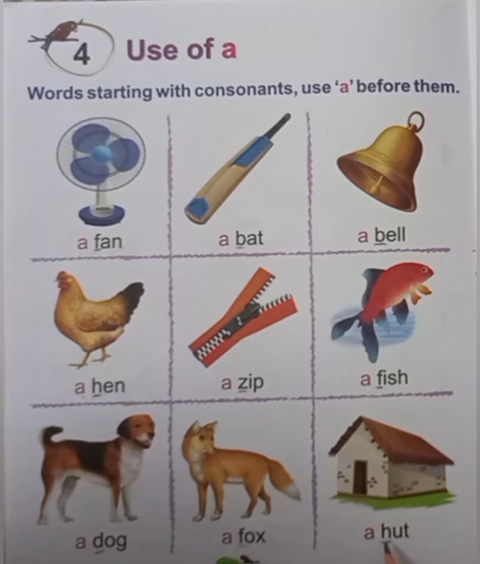 4 Use of a
Words starting with consonants, use 'a' before them.
a fan a bat a bell
a hen a zip a fish
a dog a fox a hut